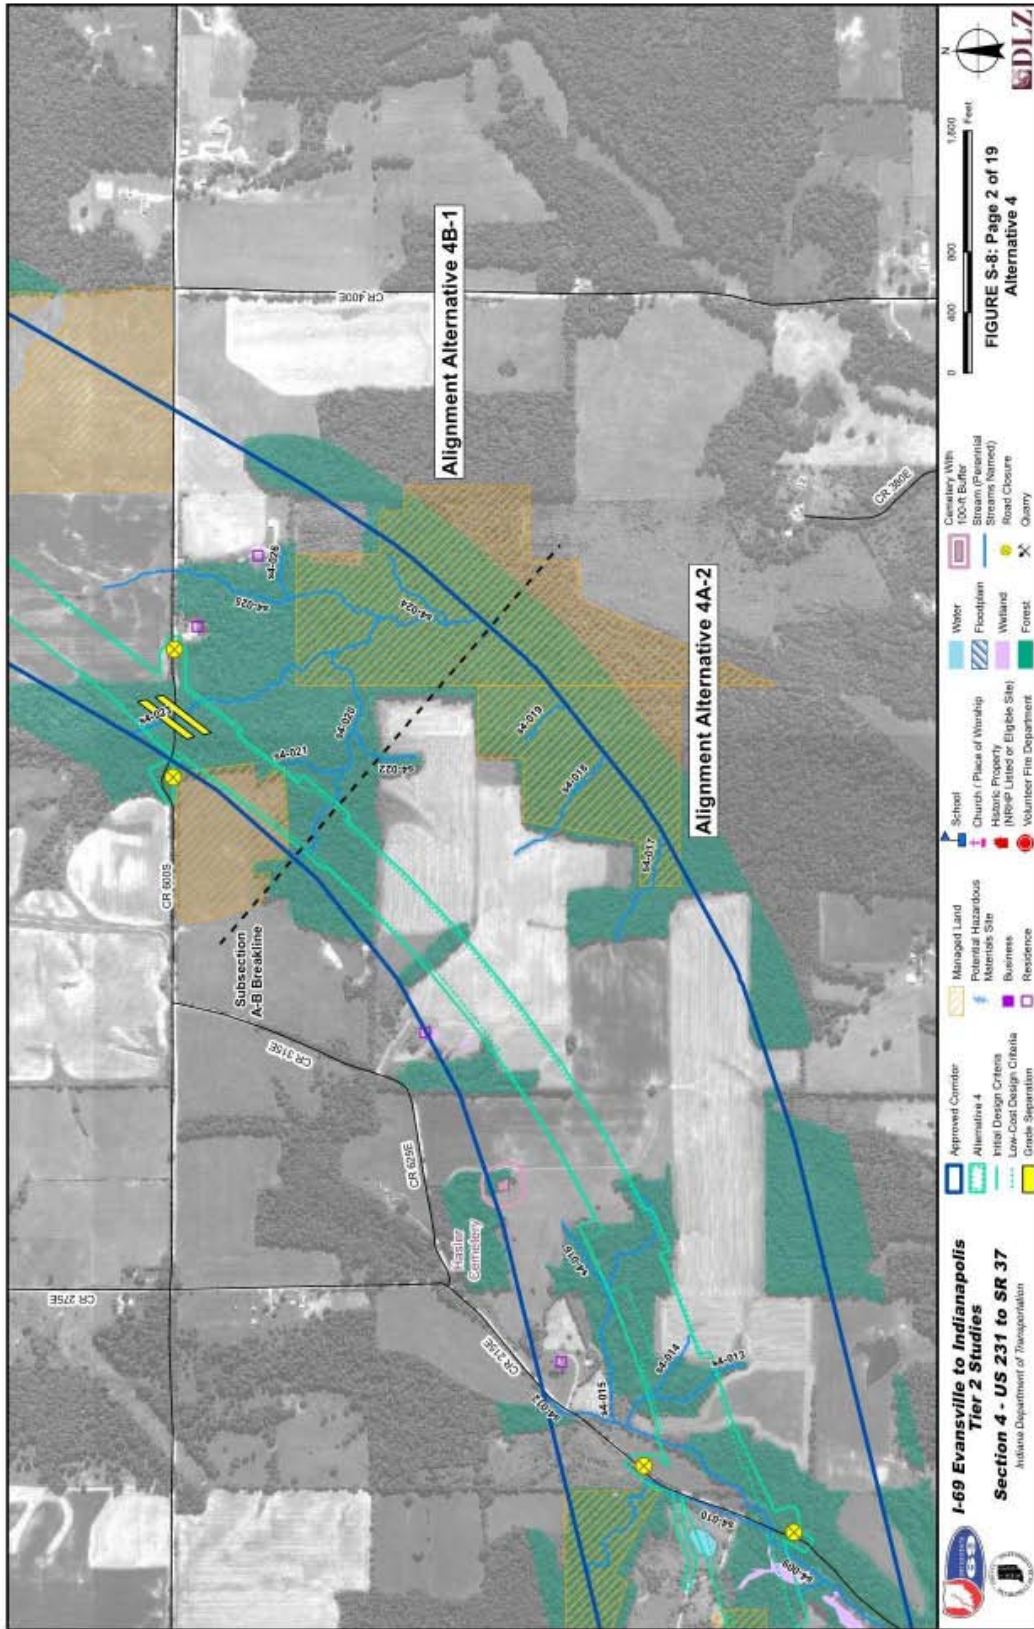 CR 275E
CR 600S
CR 400E
CR 315E
CR 625E
CR 215E
CR 380E
Subsection
A-B Breakline
Alignment Alternative 4B-1
Alignment Alternative 4A-2
Hasler
Cemetery
s4-009
s4-010
s4-012
s4-013
s4-014
s4-015
s4-016
s4-017
s4-018
s4-019
s4-020
s4-021
s4-022
s4-023
s4-024
s4-025
s4-026
I-69 Evansville to Indianapolis
Tier 2 Studies
Section 4 - US 231 to SR 37
Indiana Department of Transportation
Approved Corridor
Alternative 4
Initial Design Criteria
Low-Cost Design Criteria
Grade Separation
Managed Land
Potential Hazardous
Materials Site
Business
Residence
School
Church / Place of Worship
Historic Property
(NRHP Listed or Eligible Site)
Volunteer Fire Department
Water
Floodplain
Wetland
Forest
Cemetery With
100-ft Buffer
Stream (Perennial
Streams Named)
Road Closure
Quarry
0 400 800 1,600
Feet
FIGURE S-8: Page 2 of 19
Alternative 4
N
DLZ